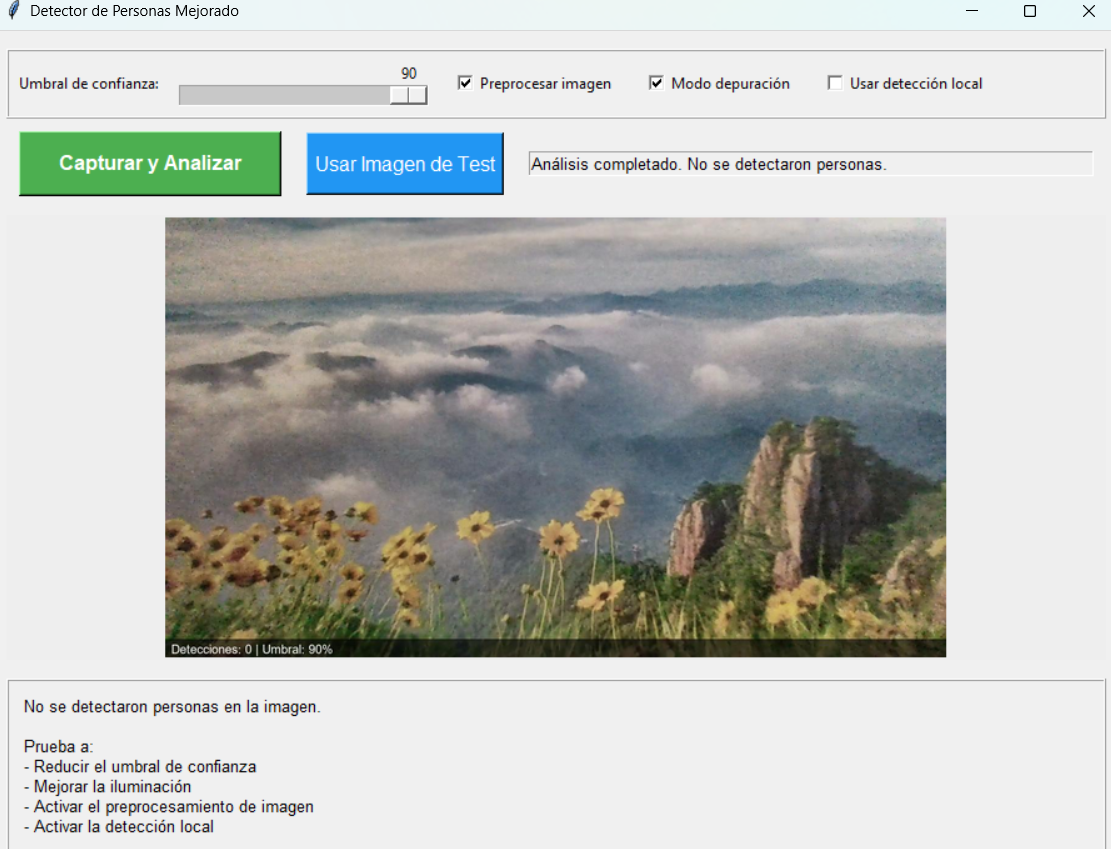 Detector de Personas Mejorado
Umbral de confianza:
90
Preprocesar imagen
Modo depuración
Usar detección local
Capturar y Analizar
Usar Imagen de Test
Análisis completado. No se detectaron personas.
Detecciones: 0 | Umbral: 90%
No se detectaron personas en la imagen.
Prueba a:
- Reducir el umbral de confianza
- Mejorar la iluminación
- Activar el preprocesamiento de imagen
- Activar la detección local